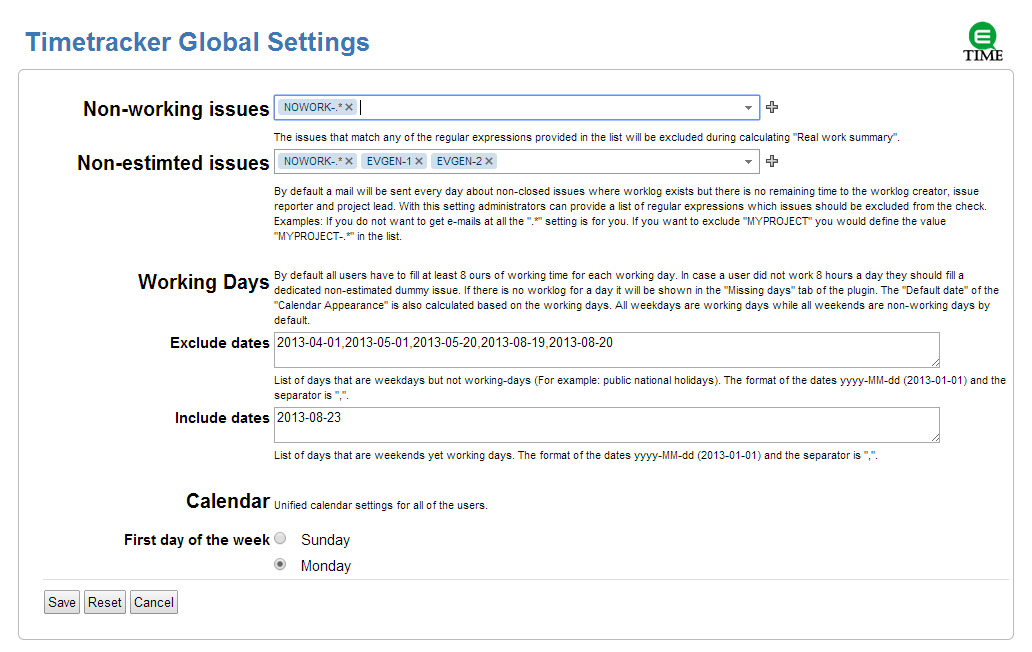 Timetracker Global Settings
E
TIME
Non-working issues
NOWORK-.*
The issues that match any of the regular expressions provided in the list will be excluded during calculating "Real work summary".
Non-estimted issues
NOWORK-.* EVGEN-1 EVGEN-2
By default a mail will be sent every day about non-closed issues where worklog exists but there is no remaining time to the worklog creator, issue
reporter and project lead. With this setting administrators can provide a list of regular expressions which issues should be excluded from the check.
Examples: If you do not want to get e-mails at all the ".*" setting is for you. If you want to exclude "MYPROJECT" you would define the value
"MYPROJECT-.*" in the list.
Working Days
By default all users have to fill at least 8 ours of working time for each working day. In case a user did not work 8 hours a day they should fill a
dedicated non-estimated dummy issue. If there is no worklog for a day it will be shown in the "Missing days" tab of the plugin. The "Default date" of the
"Calendar Appearance" is also calculated based on the working days. All weekdays are working days while all weekends are non-working days by
default.
Exclude dates
2013-04-01,2013-05-01,2013-05-20,2013-08-19,2013-08-20
List of days that are weekdays but not working-days (For example: public national holidays). The format of the dates yyyy-MM-dd (2013-01-01) and the
separator is ",".
Include dates
2013-08-23
List of days that are weekends yet working days. The format of the dates yyyy-MM-dd (2013-01-01) and the separator is ",".
Calendar
Unified calendar settings for all of the users.
First day of the week
Sunday
Monday
Save Reset Cancel